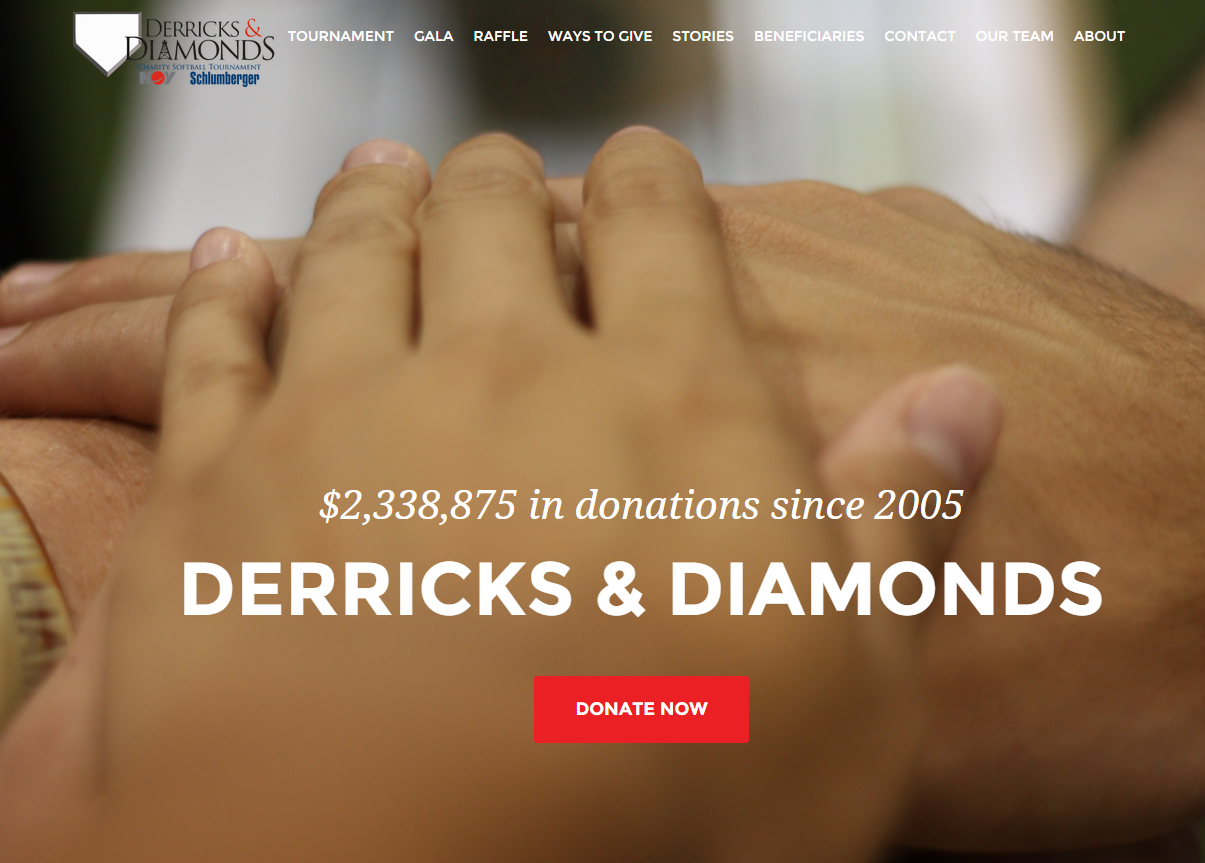 DERRICKS &
DIAMONDS
CHARITY SOFTBALL TOURNAMENT
NOV Schlumberger
TOURNAMENT GALA RAFFLE WAYS TO GIVE STORIES BENEFICIARIES CONTACT OUR TEAM ABOUT
$2,338,875 in donations since 2005
DERRICKS & DIAMONDS
DONATE NOW